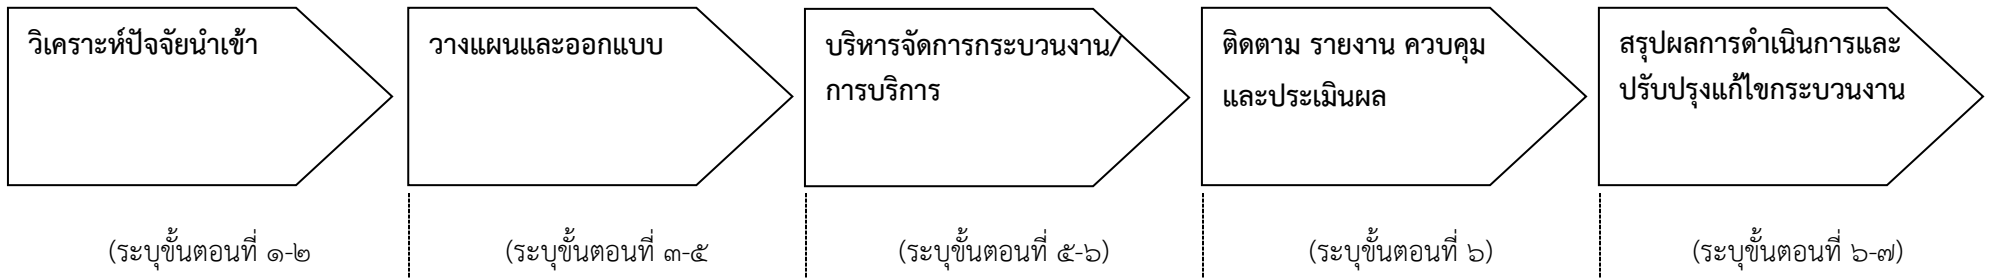 วิเคราะห์ปัจจัยนำเข้า
วางแผนและออกแบบ
บริหารจัดการกระบวนงาน/
การบริการ
ติดตาม รายงาน ควบคุม
และประเมินผล
สรุปผลการดำเนินการและ
ปรับปรุงแก้ไขกระบวนงาน
(ระบุขั้นตอนที่ ๑-๒
(ระบุขั้นตอนที่ ๓-๕
(ระบุขั้นตอนที่ ๕-๖)
(ระบุขั้นตอนที่ ๖)
(ระบุขั้นตอนที่ ๖-๗)